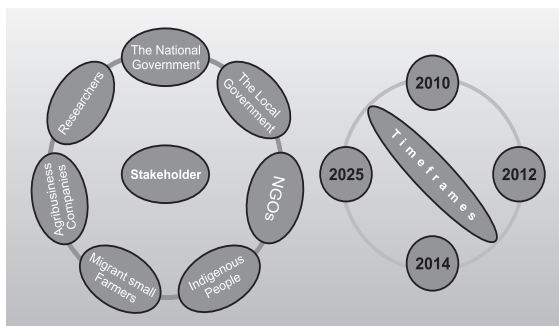 The National
Government
The Local
Government
NGOs
Indigenous
People
Migrant small
Farmers
Agribusiness
Companies
Researchers
Stakeholder
2010
2012
2014
2025
Timeframes